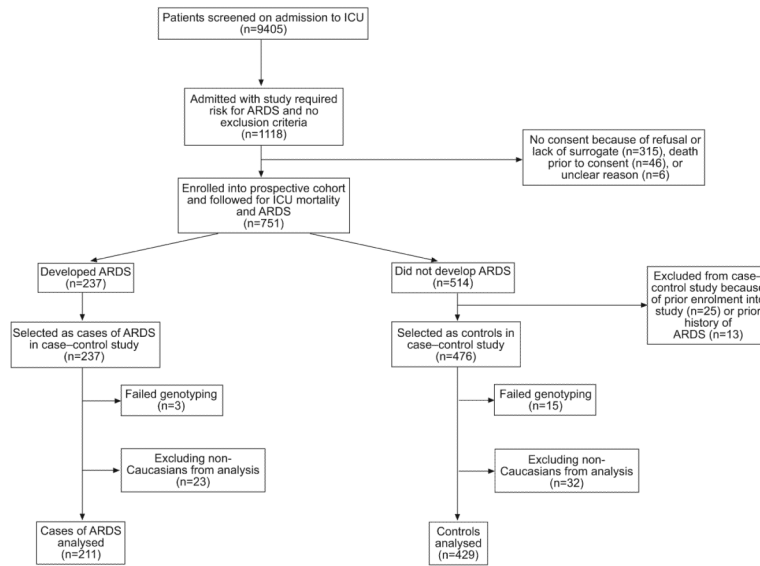 Patients screened on admission to ICU
(n=9405)
Admitted with study required
risk for ARDS and no
exclusion criteria
(n=1118)
No consent because of refusal or
lack of surrogate (n=315), death
prior to consent (n=46), or
unclear reason (n=6)
Enrolled into prospective cohort
and followed for ICU mortality
and ARDS
(n=751)
Developed ARDS
(n=237)
Did not develop ARDS
(n=514)
Excluded from case–
control study because
of prior enrolment into
study (n=25) or prior
history of
ARDS (n=13)
Selected as cases of ARDS
in case–control study
(n=237)
Selected as controls in
case–control study
(n=476)
Failed genotyping
(n=3)
Failed genotyping
(n=15)
Excluding non-
Caucasians from analysis
(n=23)
Excluding non-
Caucasians from analysis
(n=32)
Cases of ARDS
analysed
(n=211)
Controls
analysed
(n=429)